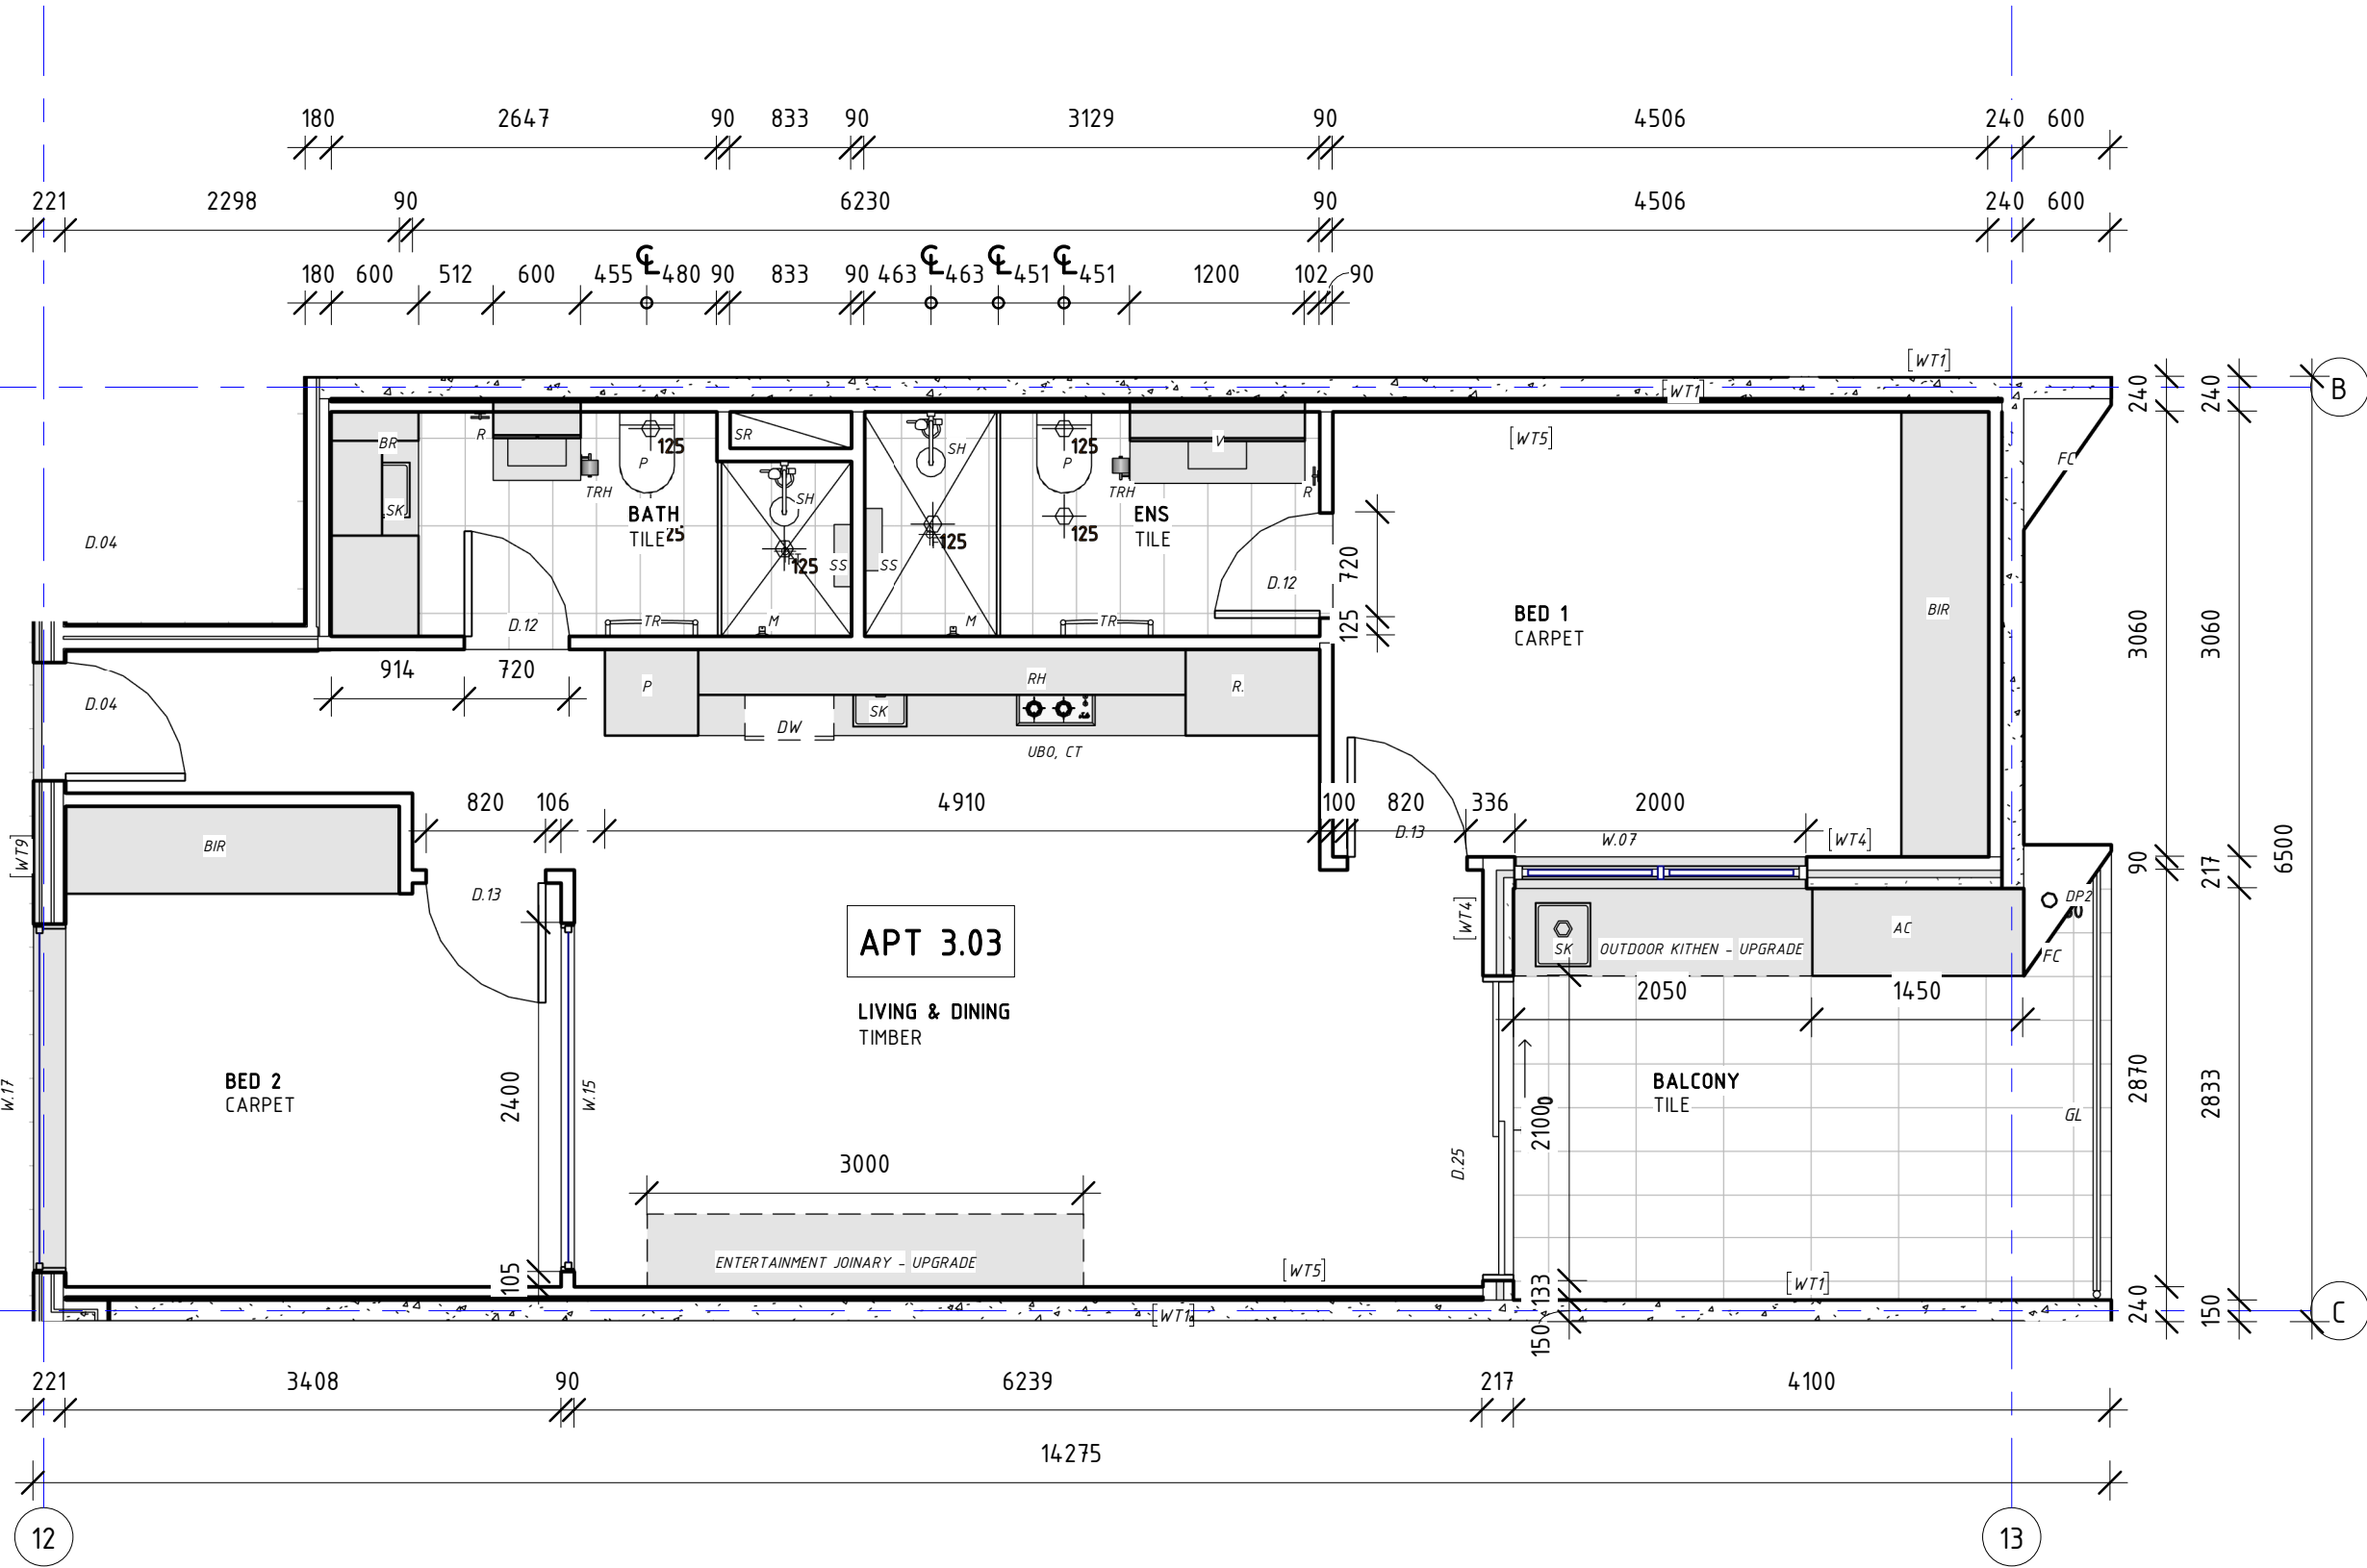 180 2647 90 833 90 3129 90 4506 240 600
221 2298 90 6230 90 4506 240 600
180 600 512 600 455 480 90 833 90 463 463 451 451 1200 102 90
[WT1]
[WT1]
B
240 240
BR
R
P
125
SR
SH
P
125
V
[WT5]
FC
SK
TRH
SH
TRH
R
BATH
TILE
25
ENS
TILE
125
125
125
SS
SS
D.04
720
D.12
BED 1
CARPET
BIR
3060 3060
D.12
TR
M
M
TR
125
914 720
P
RH
R.
D.04
SK
DW
UBO, CT
820 106 4910 100 820 336 2000
D.13
W.07
[WT4]
6500
[WT9]
BIR
90 217
D.13
[WT4]
DP2
AC
SK
OUTDOOR KITHEN - UPGRADE
FC
APT 3.03
2050 1450
LIVING & DINING
TIMBER
W.17
BED 2
CARPET
2400
W.15
2100
BALCONY
TILE
GL
2870 2833
D.25
3000
ENTERTAINMENT JOINARY - UPGRADE
[WT5]
105
133
[WT1]
[WT1]
150
240 150
C
221 3408 90 6239 217 4100
14275
12
13